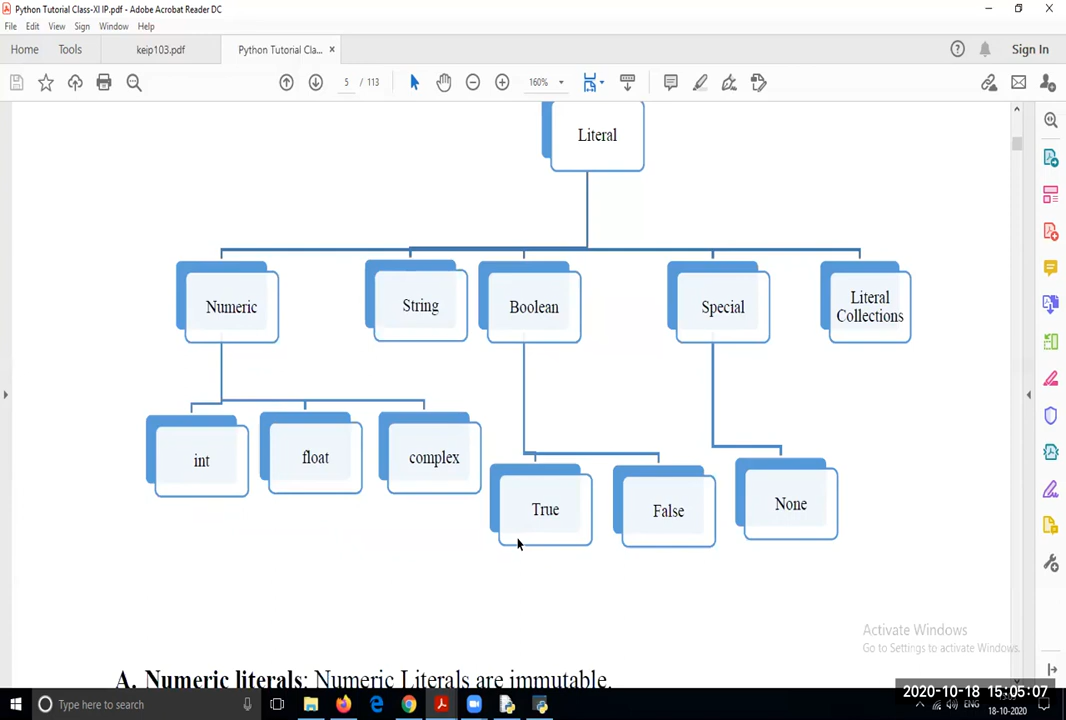 Python Tutorial Class-XI IP.pdf - Adobe Acrobat Reader DC
File Edit View Sign Window Help
Home Tools keip103.pdf Python Tutorial Cla... × Sign In
5 / 113 160%
Literal
Numeric String Boolean Special Literal
Collections
int float complex
True False None
Activate Windows
Go to Settings to activate Windows.
A. Numeric literals: Numeric Literals are immutable.
2020-10-18 15:05:07
Type here to search ENG 18-10-2020